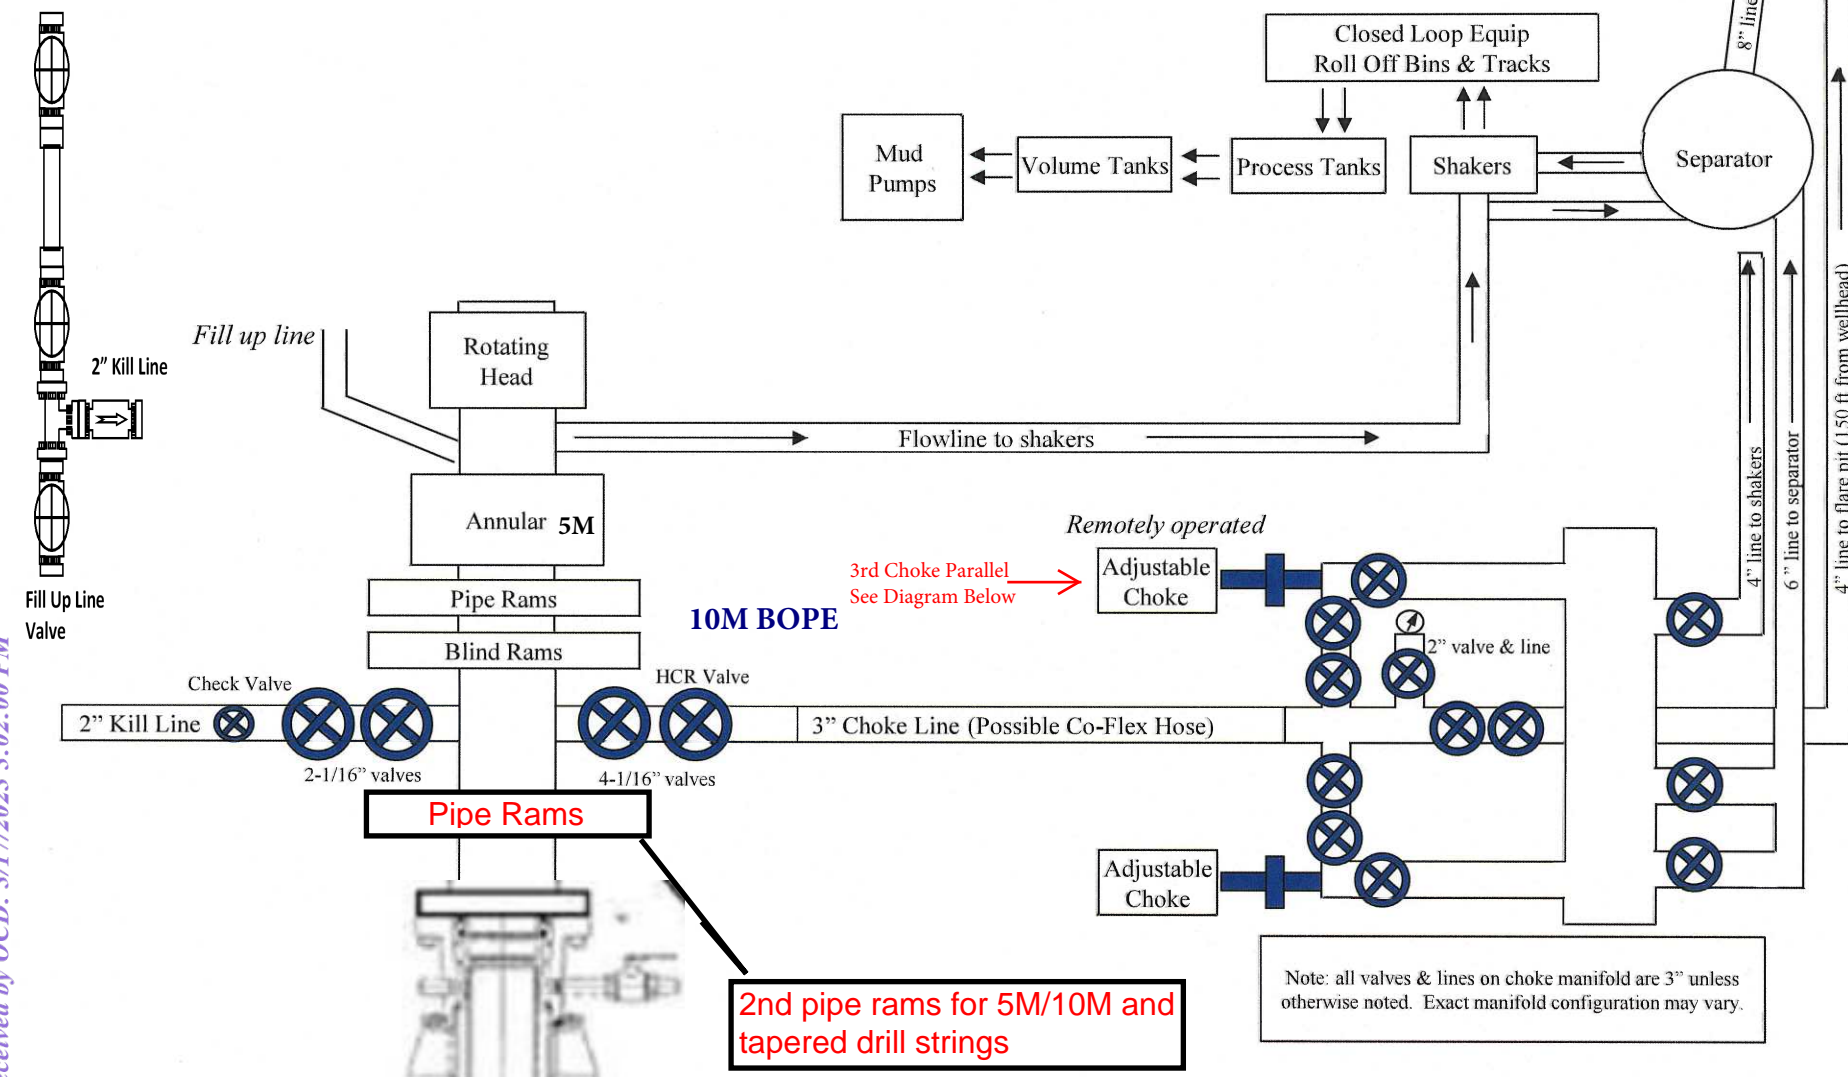 Closed Loop Equip
Roll Off Bins & Tracks
8” line
Mud
Pumps
Volume Tanks
Process Tanks
Shakers
Separator
Fill up line
Rotating
Head
2” Kill Line
Flowline to shakers
Annular 5M
Remotely operated
3rd Choke Parallel
See Diagram Below
Adjustable
Choke
4” line to shakers
6” line to separator
4” line to flare pit (150 ft from wellhead)
Fill Up Line
Valve
Pipe Rams
10M BOPE
Blind Rams
2” valve & line
Check Valve
HCR Valve
2” Kill Line
3” Choke Line (Possible Co-Flex Hose)
2-1/16” valves
4-1/16” valves
Pipe Rams
Adjustable
Choke
2nd pipe rams for 5M/10M and
tapered drill strings
Note: all valves & lines on choke manifold are 3” unless
otherwise noted. Exact manifold configuration may vary.
by OCD: